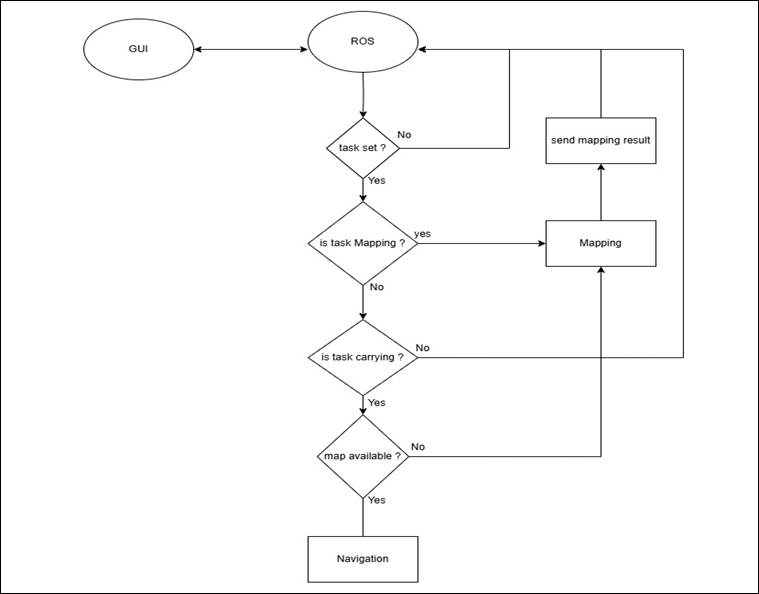 GUI
ROS
task set ?
No
send mapping result
Yes
is task Mapping ?
yes
Mapping
No
is task carrying ?
No
Yes
map available ?
No
Yes
Navigation